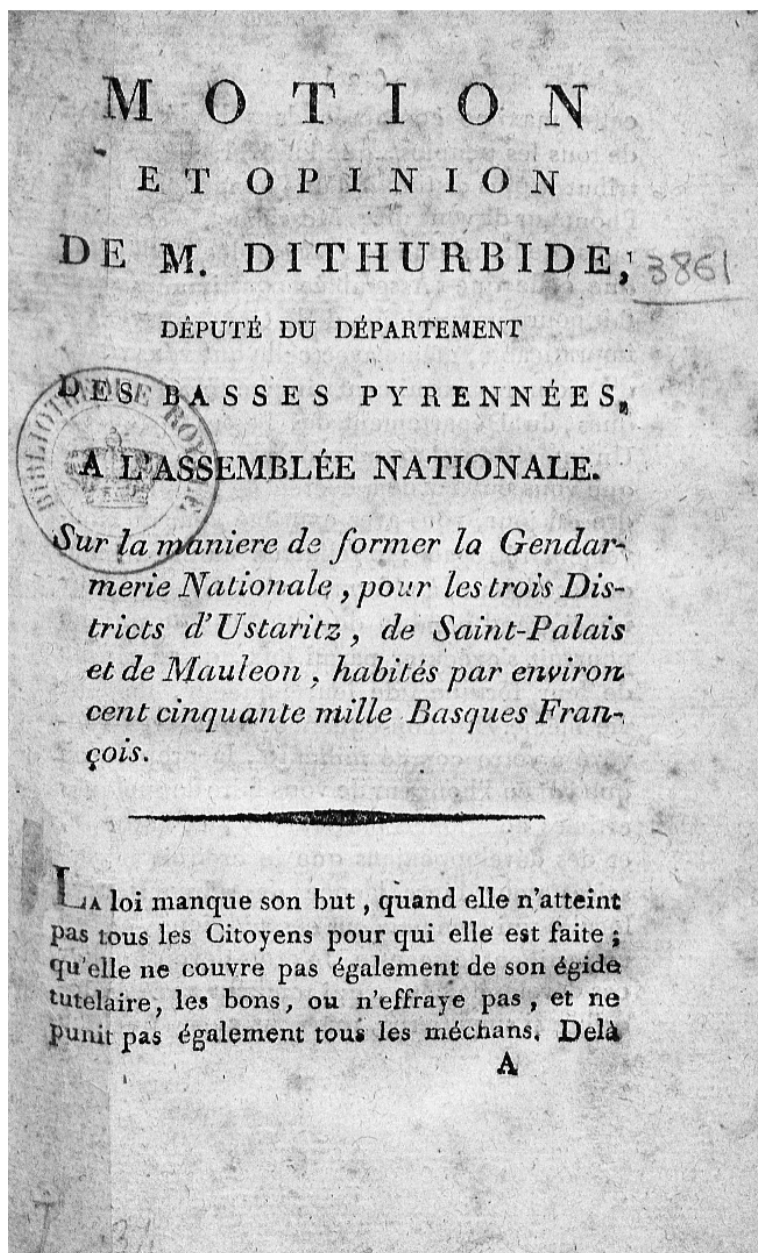 MOTION
ET OPINION
DE M. DITHURBIDE,
3861
DÉPUTÉ DU DÉPARTEMENT
DES BASSES PYRENNÉES,
A L'ASSEMBLÉE NATIONALE.
BIBLIOTHEQUE ROYALE.
Sur la maniere de former la Gendar-
merie Nationale, pour les trois Dis-
tricts d'Ustaritz, de Saint-Palais
et de Mauleon, habités par environ
cent cinquante mille Basques Fran-
çois.
LA loi manque son but, quand elle n'atteint
pas tous les Citoyens pour qui elle est faite;
qu'elle ne couvre pas également de son égide
tutelaire, les bons, ou n'effraye pas, et ne
punit pas également tous les méchans. Delà
A